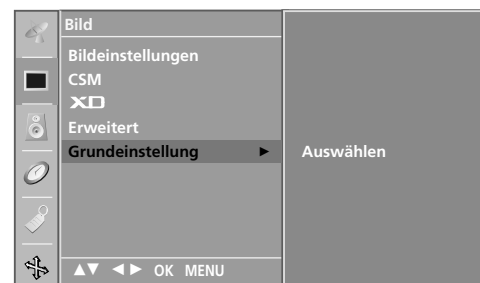 Bild
Bildeinstellungen
CSM
XD
Erweitert
Grundeinstellung ► Auswählen
▲▼ ◄► OK MENU